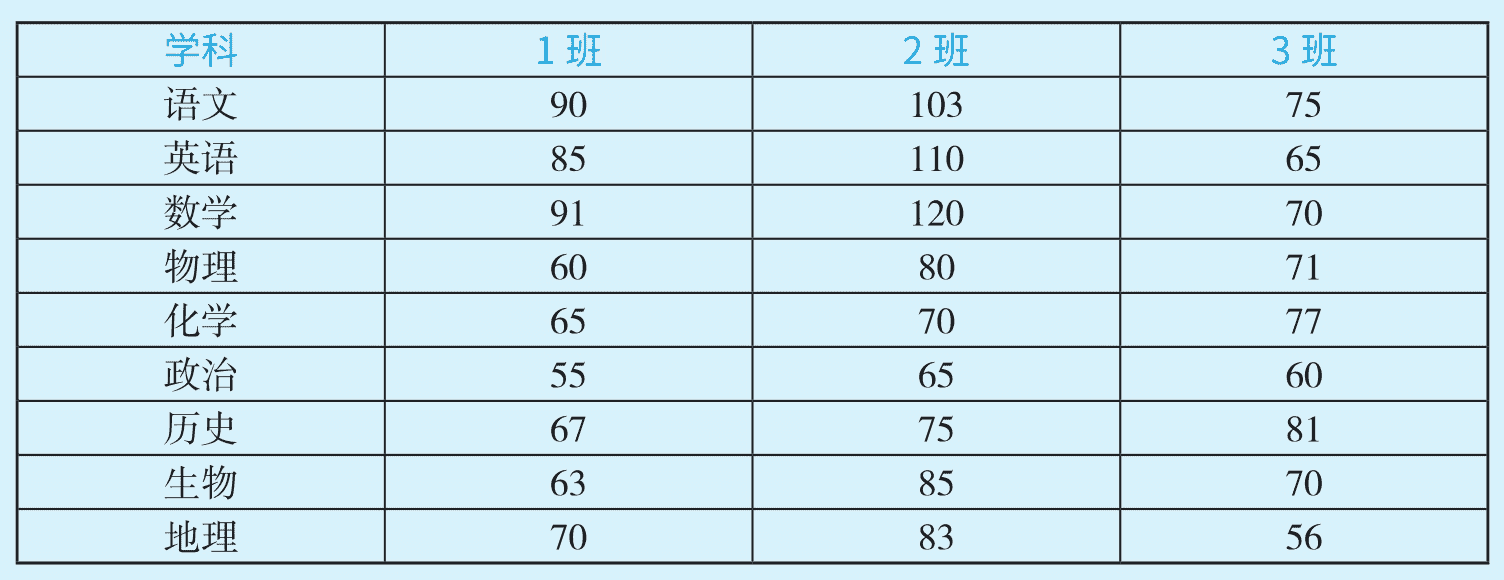 学科 1 班 2 班 3 班
语文 90 103 75
英语 85 110 65
数学 91 120 70
物理 60 80 71
化学 65 70 77
政治 55 65 60
历史 67 75 81
生物 63 85 70
地理 70 83 56